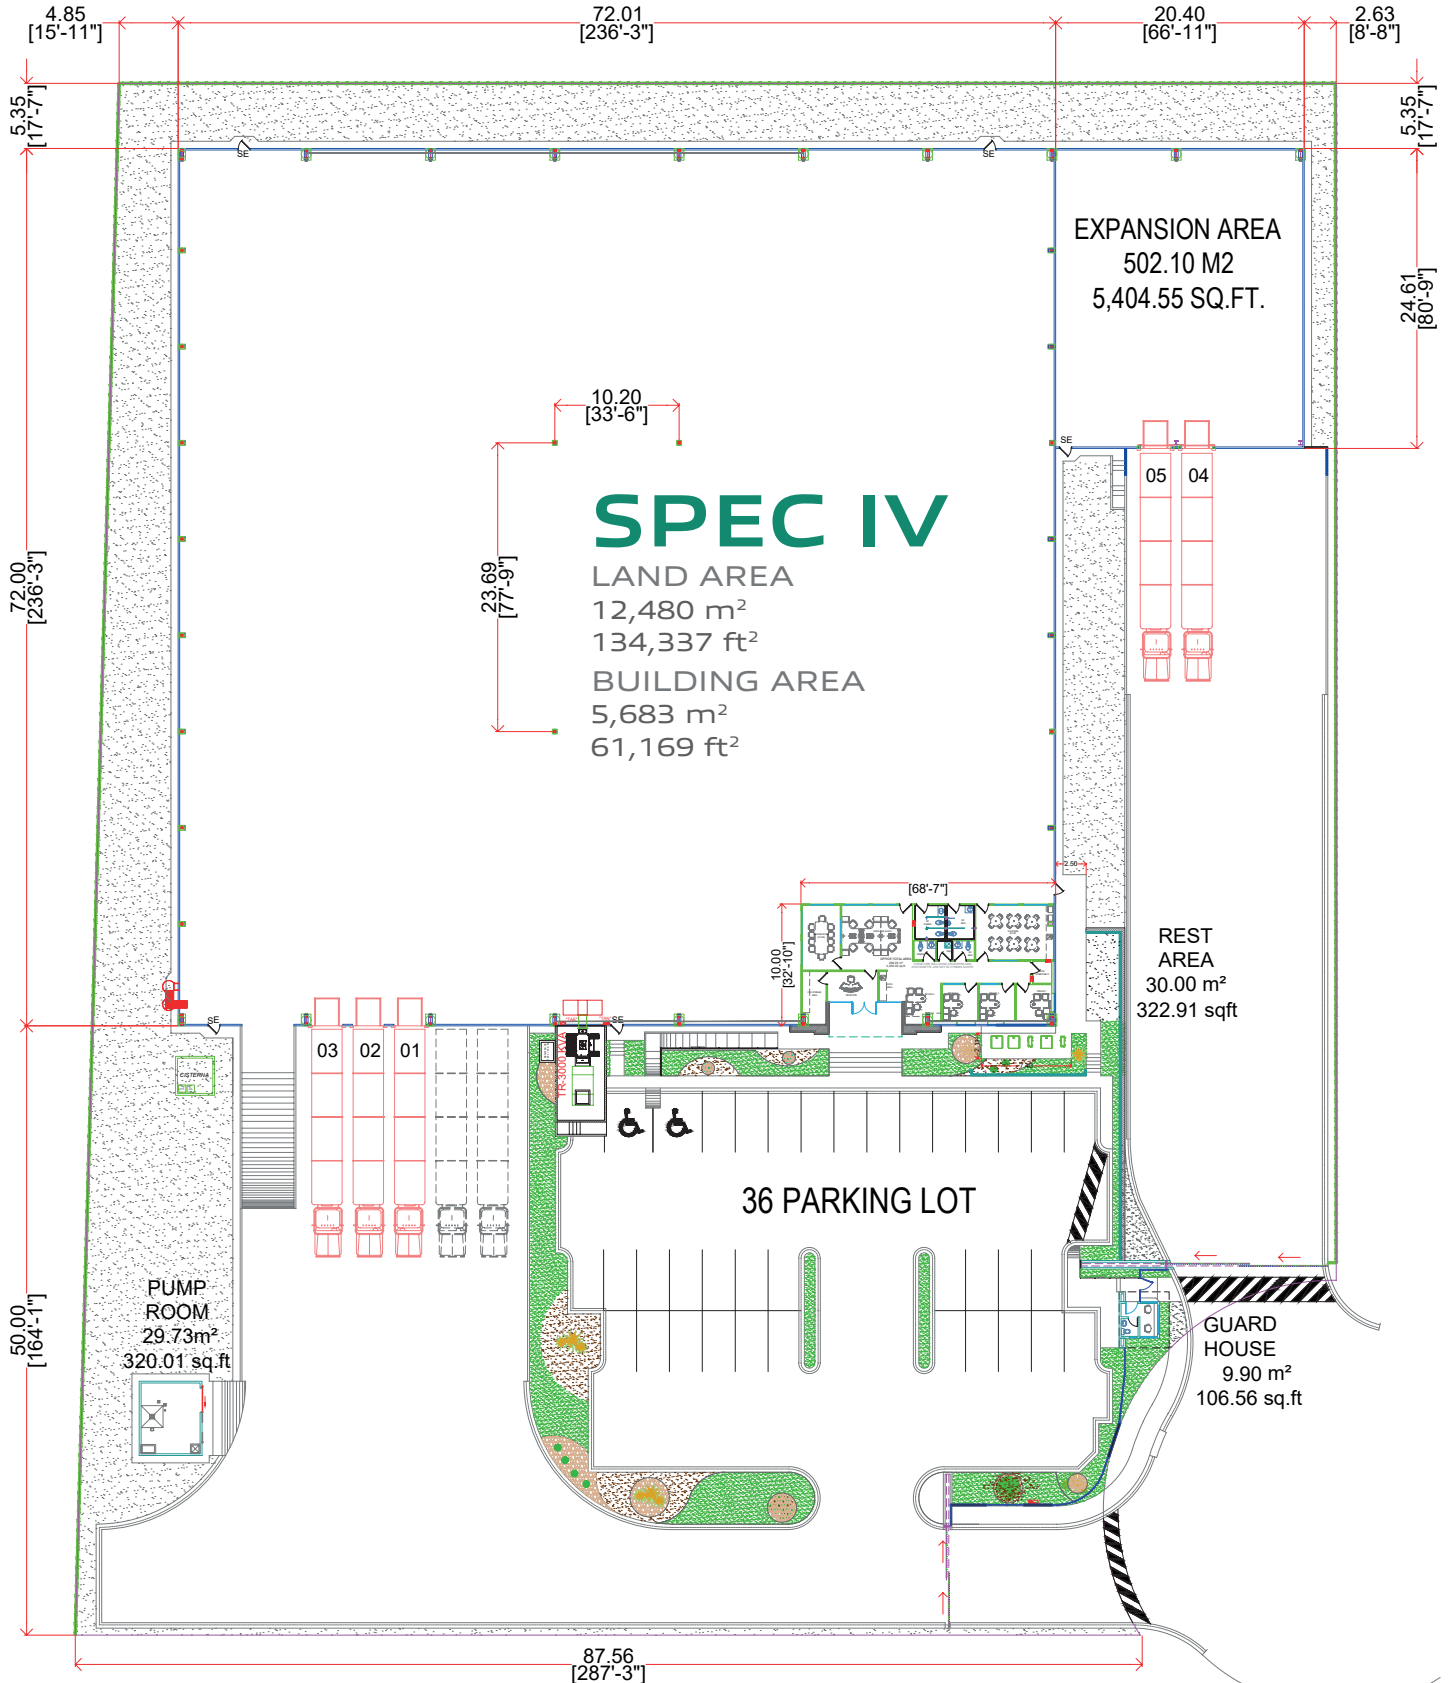 4.85
[15'-11"]
72.01
[236'-3"]
20.40
[66'-11"]
2.63
[8'-8"]
5.35
[17'-7"]
5.35
[17'-7"]
SE
SE
EXPANSION AREA
502.10 M2
5,404.55 SQ.FT.
24.61
[80'-9"]
10.20
[33'-6"]
SE
05
04
SPEC IV
LAND AREA
12,480 m²
134,337 ft²
BUILDING AREA
5,683 m²
61,169 ft²
23.69
[77'-9"]
72.00
[236'-3"]
2.50
[68'-7"]
10.00
[32'-10"]
REST
AREA
30.00 m²
322.91 sqft
SE
SE
03
02
01
TR-3000 KVA
CISTERNA
36 PARKING LOT
PUMP
ROOM
29.73m²
320.01 sq.ft
GUARD
HOUSE
9.90 m²
106.56 sq.ft
50.00
[164'-1"]
87.56
[287'-3"]